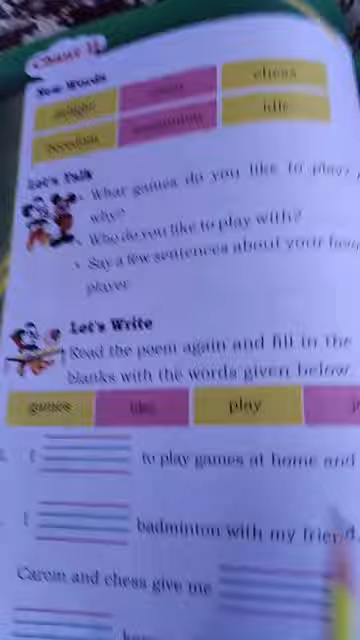 New Words
chess
idle
freedom
Let's Talk
What games do you like to play?
why?
Who do you like to play with?
• Say a few sentences about your
player
Let's Write
Read the poem again and fill in the
blanks with the words given below.
games like play
I to play games at home and
I badminton with my friend.
Carom and chess give me